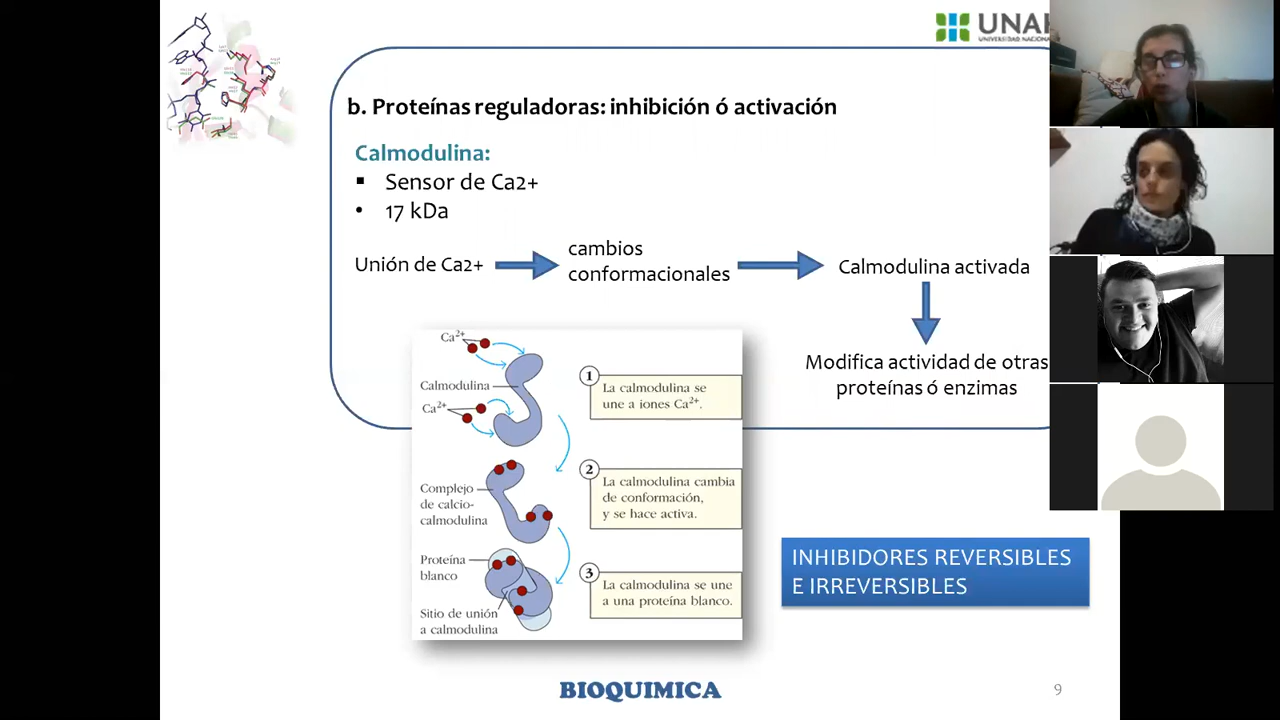 UNAH
UNIVERSIDAD NACIONAL
b. Proteínas reguladoras: inhibición ó activación
Calmodulina:
▪ Sensor de Ca2+
• 17 kDa
Unión de Ca2+
cambios
conformacionales
Calmodulina activada
Modifica actividad de otras
proteínas ó enzimas
Ca2+
Calmodulina
Ca2+
1
La calmodulina se
une a iones Ca2+.
Complejo
de calcio-
calmodulina
2
La calmodulina cambia
de conformación,
y se hace activa.
Proteína
blanco
Sitio de unión
a calmodulina
3
La calmodulina se une
a una proteína blanco.
INHIBIDORES REVERSIBLES
E IRREVERSIBLES
BIOQUIMICA
9